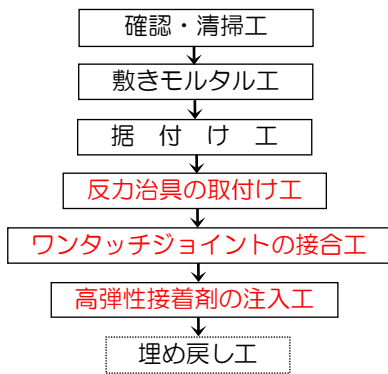 確認・清掃工
敷きモルタル工
据　付　け　工
反力治具の取付け工
ワンタッチジョイントの接合工
高弾性接着剤の注入工
埋め戻し工